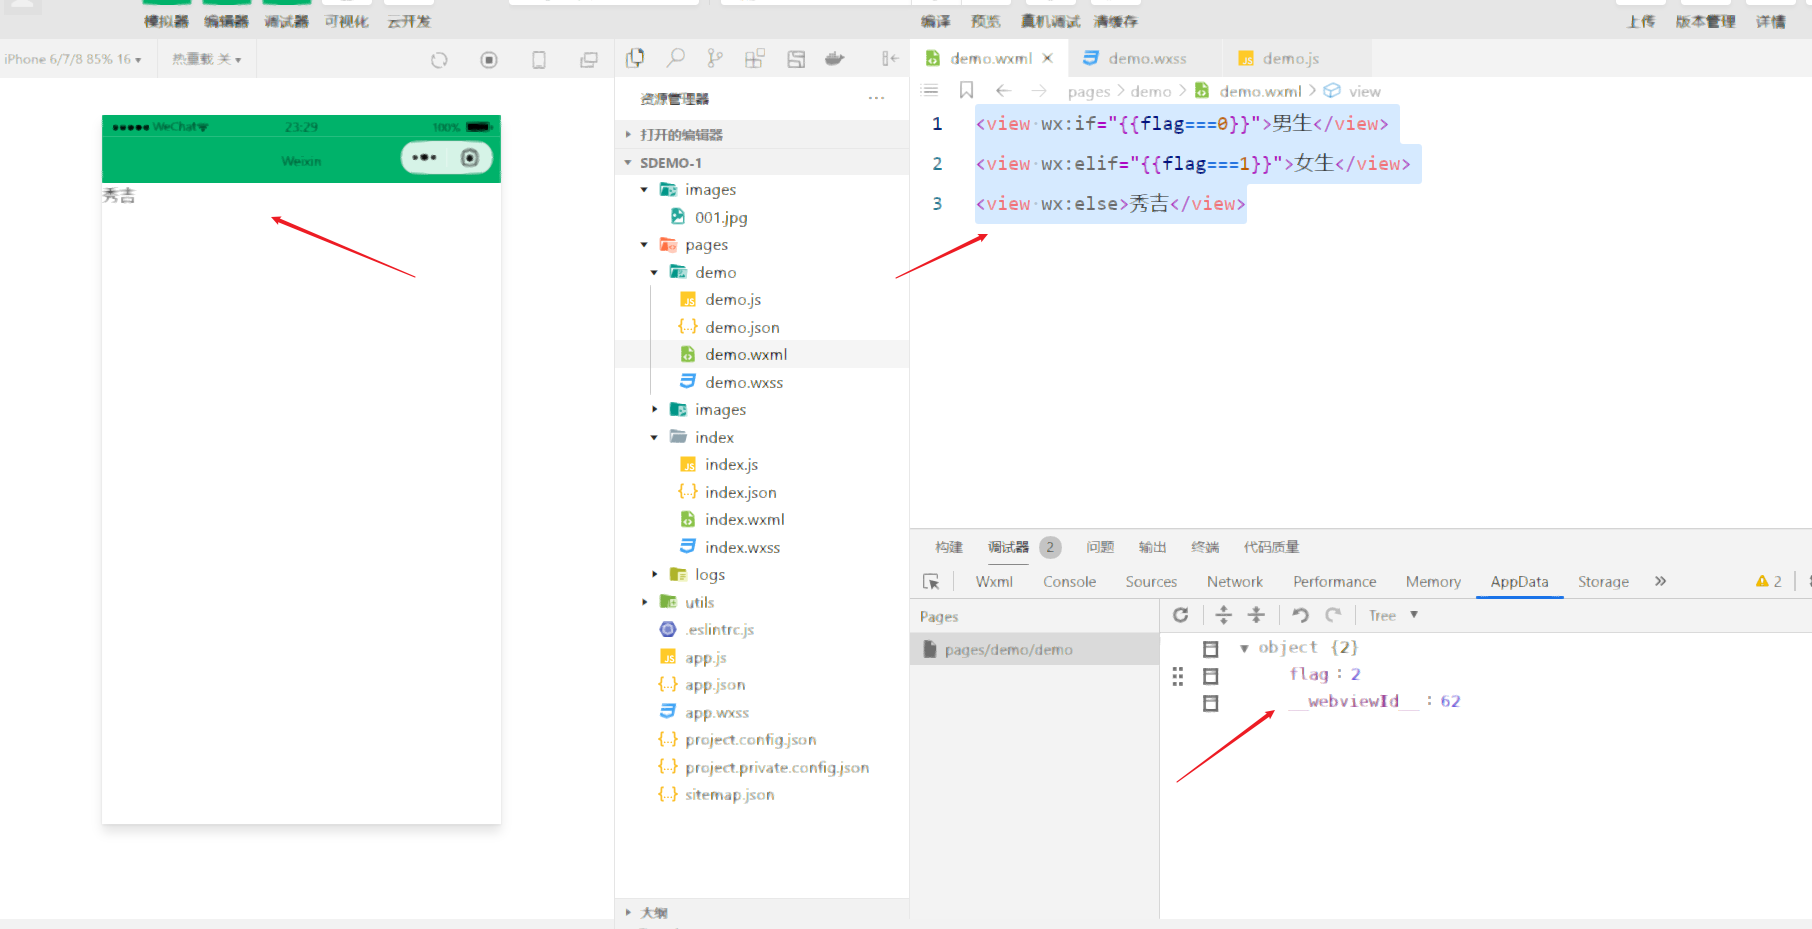 模拟器 编辑器 调试器 可视化 云开发 编译 预览 真机调试 清缓存 上传 版本管理 详情
iPhone 6/7/8 85% 16 热重载 关
WeChat 23:29 100%
Weixin
秀吉
资源管理器
打开的编辑器
SDEMO-1
images
001.jpg
pages
demo
demo.js
demo.json
demo.wxml
demo.wxss
images
index
index.js
index.json
index.wxml
index.wxss
logs
utils
.eslintrc.js
app.js
app.json
app.wxss
project.config.json
project.private.config.json
sitemap.json
大纲
demo.wxml demo.wxss demo.js
pages > demo > demo.wxml > view
1 <view wx:if="{{flag===0}}">男生</view>
2 <view wx:elif="{{flag===1}}">女生</view>
3 <view wx:else>秀吉</view>
构建 调试器 2 问题 输出 终端 代码质量
Wxml Console Sources Network Performance Memory AppData Storage » 2
Pages
pages/demo/demo
Tree
object {2}
flag : 2
__webviewId__ : 62